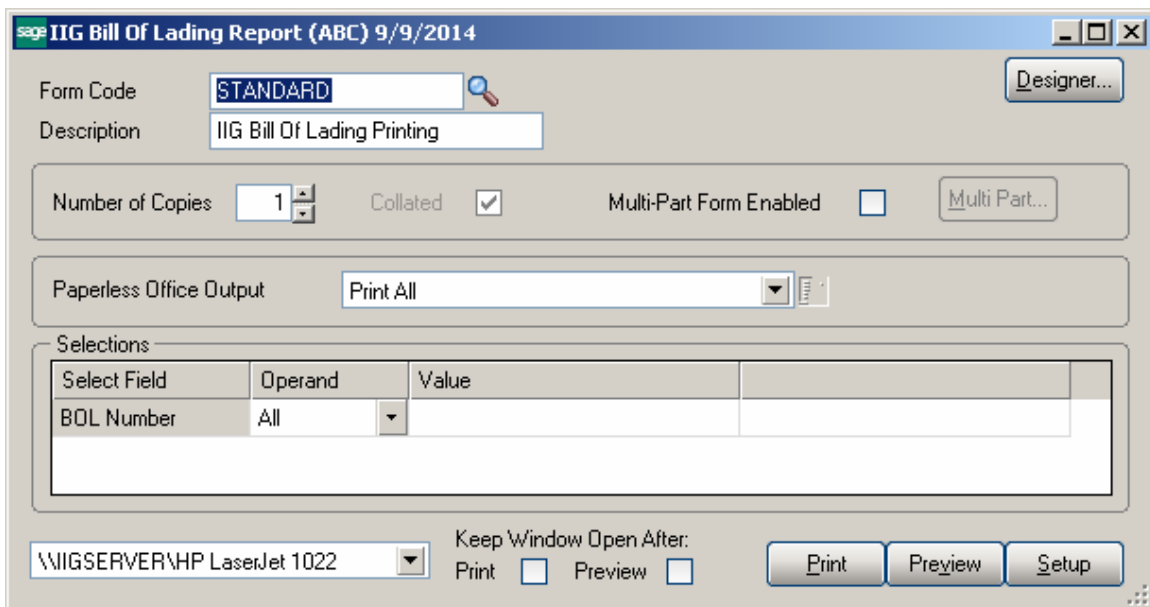 sage IIG Bill Of Lading Report (ABC) 9/9/2014
Form Code STANDARD Designer...
Description IIG Bill Of Lading Printing
Number of Copies 1 Collated Multi-Part Form Enabled Multi Part...
Paperless Office Output Print All
Selections
Select Field Operand Value
BOL Number All
Keep Window Open After:
\\IIGSERVER\HP LaserJet 1022 Print Preview Print Preview Setup